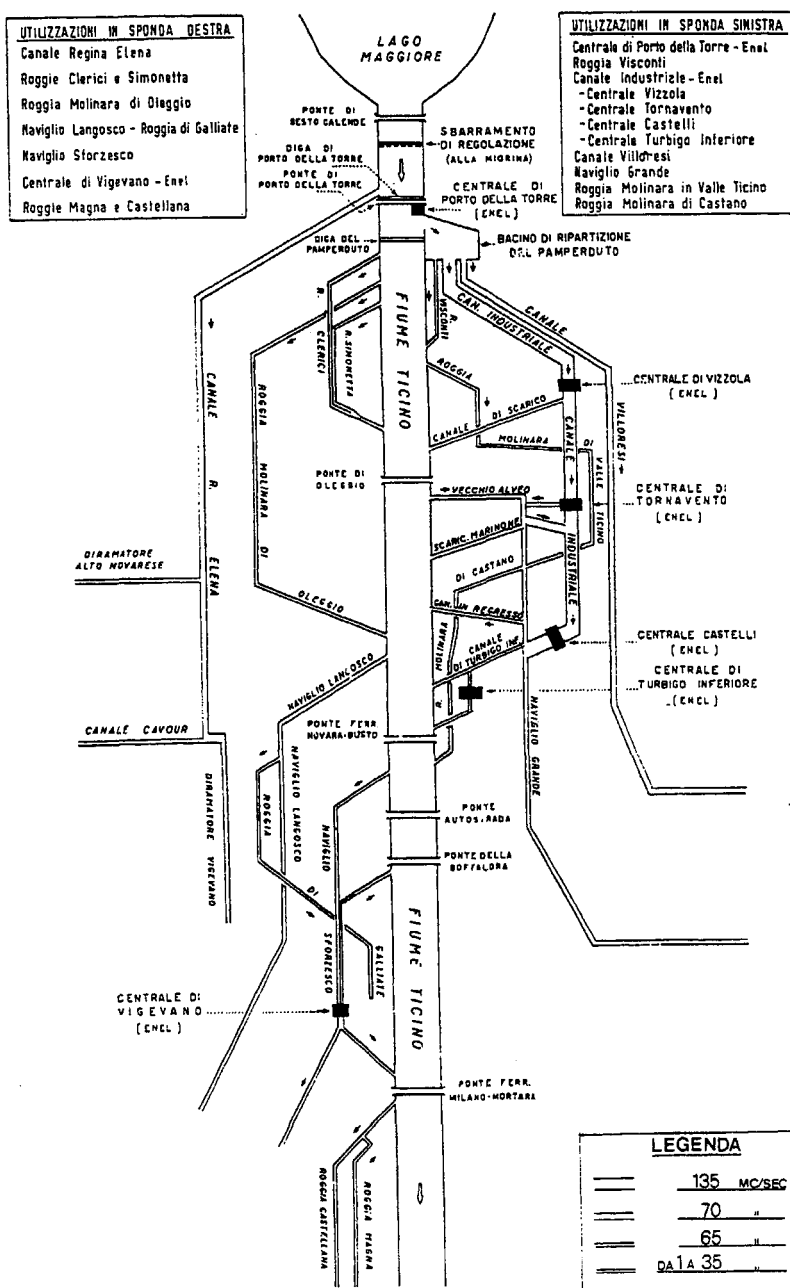 UTILIZZAZIONI IN SPONDA DESTRA
Canale Regina Elena
Roggie Clerici e Simonetta
Roggia Molinara di Oleggio
Naviglio Langosco - Roggia di Galliate
Naviglio Sforzesco
Centrale di Vigevano - Enel
Roggie Magna e Castellana
LAGO
MAGGIORE
UTILIZZAZIONI IN SPONDA SINISTRA
Centrale di Porto della Torre - Enel
Roggia Visconti
Canale Industriale - Enel
- Centrale Vizzola
- Centrale Tornavento
- Centrale Castelli
- Centrale Turbigo Inferiore
Canale Villoresi
Naviglio Grande
Roggia Molinara in Valle Ticino
Roggia Molinara di Castano
PONTE DI
SESTO CALENDE
SBARRAMENTO
DI REGOLAZIONE
(ALLA MIORINA)
DIGA DI
PORTO DELLA TORRE
PONTE DI
PORTO DELLA TORRE
CENTRALE DI
PORTO DELLA TORRE
(ENEL)
DIGA DEL
PAMPERDUTO
BACINO DI RIPARTIZIONE
DEL PAMPERDUTO
R. CLERICI
R. SIMONETTA
FIUME TICINO
R. VISCONTI
CAN. INDUSTRIALE
CANALE VILLORESI
ROGGIA MOLINARA DI VALLE TICINO
CENTRALE DI VIZZOLA
(ENEL)
CANALE DI SCARICO
CANALE INDUSTRIALE
CANALE R. ELENA
ROGGIA MOLINARA DI OLEGGIO
PONTE DI
OLEGGIO
VECCHIO ALVEO
CENTRALE DI
TORNAVENTO
(ENEL)
SCARIC. MARINONE
DIRAMATORE
ALTO NOVARESE
R. MOLINARA DI CASTANO
CAN. IN REGRESSO
CENTRALE CASTELLI
(ENEL)
CANALE
DI TURBIGO INF.
CENTRALE DI
TURBIGO INFERIORE
(ENEL)
NAVIGLIO LANGOSCO
CANALE CAVOUR
PONTE FERR.
NOVARA-BUSTO
NAVIGLIO GRANDE
DIRAMATORE VIGEVANO
ROGGIA DI GALLIATE
NAVIGLIO LANGOSCO
NAVIGLIO SFORZESCO
PONTE
AUTOSTRADA
PONTE DELLA
BOFFALORA
FIUME TICINO
CENTRALE DI
VIGEVANO
(ENEL)
PONTE FERR.
MILANO-MORTARA
ROGGIA CASTELLANA
ROGGIA MAGNA
LEGENDA
135 MC/SEC
70 "
65 "
DA 1 A 35 "